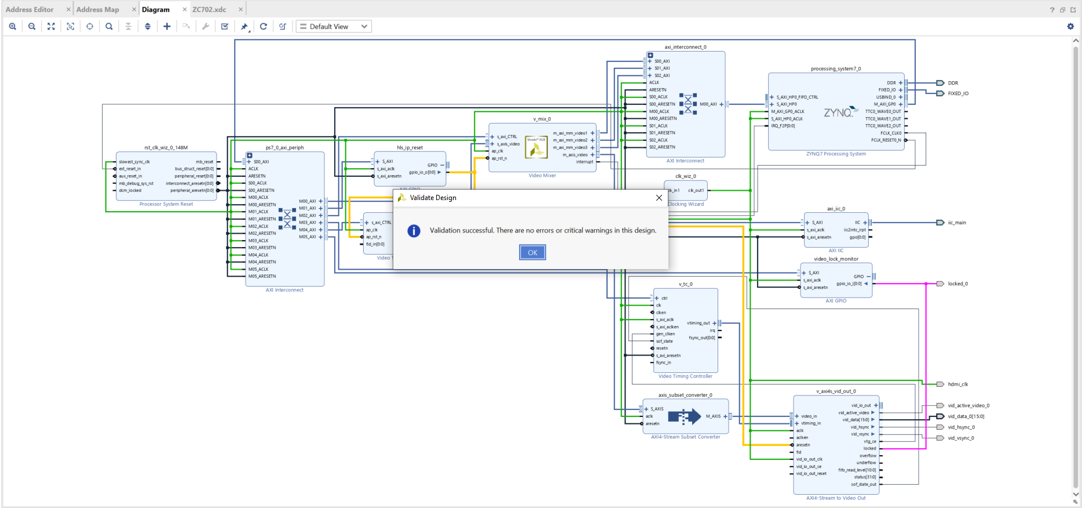 Address Editor × Address Map × Diagram × ZC702.xdc ×
Default View
rst_clk_wiz_0_148M
slowest_sync_clk
ext_reset_in
aux_reset_in
mb_debug_sys_rst
dcm_locked
mb_reset
bus_struct_reset[0:0]
peripheral_reset[0:0]
interconnect_aresetn[0:0]
peripheral_aresetn[0:0]
Processor System Reset
ps7_0_axi_periph
S00_AXI
ACLK
ARESETN
S00_ACLK
S00_ARESETN
M00_ACLK
M00_ARESETN
M01_ACLK
M01_ARESETN
M02_ACLK
M02_ARESETN
M03_ACLK
M03_ARESETN
M04_ACLK
M04_ARESETN
M05_ACLK
M05_ARESETN
M00_AXI
M01_AXI
M02_AXI
M03_AXI
M04_AXI
M05_AXI
AXI Interconnect
hls_ip_reset
S_AXI
s_axi_aclk
s_axi_aresetn
GPIO
gpio_io_o[0:0]
s_axi_CTRL
ap_clk
ap_rst_n
fid_in[0:0]
v_mix_0
s_axi_CTRL
s_axis_video
ap_clk
ap_rst_n
m_axi_mm_video1
m_axi_mm_video2
m_axi_mm_video3
m_axis_video
interrupt
Video Mixer
axi_interconnect_0
S00_AXI
S01_AXI
S02_AXI
ACLK
ARESETN
S00_ACLK
S00_ARESETN
M00_ACLK
M00_ARESETN
S01_ACLK
S01_ARESETN
S02_ACLK
S02_ARESETN
M00_AXI
AXI Interconnect
processing_system7_0
S_AXI_HP0_FIFO_CTRL
S_AXI_HP0
M_AXI_GP0_ACLK
S_AXI_HP0_ACLK
IRQ_F2P[0:0]
ZYNQ
DDR
FIXED_IO
USBIND_0
M_AXI_GP0
TTC0_WAVE0_OUT
TTC0_WAVE1_OUT
TTC0_WAVE2_OUT
FCLK_CLK0
FCLK_RESET0_N
ZYNQ7 Processing System
DDR
FIXED_IO
clk_wiz_0
clk_out1
Clocking Wizard
Validate Design
Validation successful. There are no errors or critical warnings in this design.
OK
axi_iic_0
S_AXI
s_axi_aclk
s_axi_aresetn
IIC
iic2intc_irpt
gpo[0:0]
AXI IIC
iic_main
video_lock_monitor
S_AXI
s_axi_aclk
s_axi_aresetn
GPIO
gpio_io_i[0:0]
AXI GPIO
locked_0
v_tc_0
ctrl
clk
clken
s_axi_aclk
s_axi_aclken
gen_clken
sof_state
resetn
s_axi_aresetn
fsync_in
vtiming_out
irq
fsync_out[0:0]
Video Timing Controller
axis_subset_converter_0
S_AXIS
aclk
aresetn
M_AXIS
AXI4-Stream Subset Converter
v_axi4s_vid_out_0
video_in
vtiming_in
aclk
aclken
aresetn
fid
vid_io_out_clk
vid_io_out_ce
vid_io_out_reset
vid_io_out
vid_active_video
vid_data[15:0]
vid_hsync
vid_vsync
vtg_ce
locked
overflow
underflow
fifo_read_level[10:0]
status[31:0]
sof_state_out
AXI4-Stream to Video Out
hdmi_clk
vid_active_video_0
vid_data_0[15:0]
vid_hsync_0
vid_vsync_0